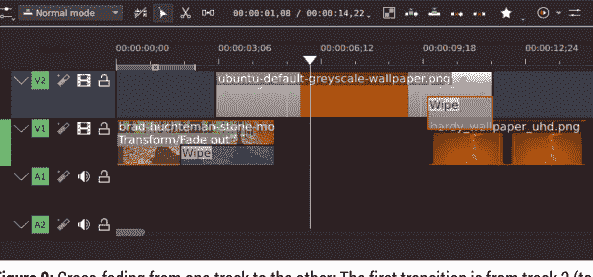 Normal mode
00:00:01,08 / 00:00:14,22
00:00:00;00
00:00:03;06
00:00:06;12
00:00:09;18
00:00:12;24
V2
ubuntu-default-greyscale-wallpaper.png
Wipe
V1
brad-huchteman-stone-mo
hardy_wallpaper_uhd.png
Transform/Fade out
Wipe
A1
A2
Figure 9: Cross-fading from one track to the other: The first transition is from track 2 (to